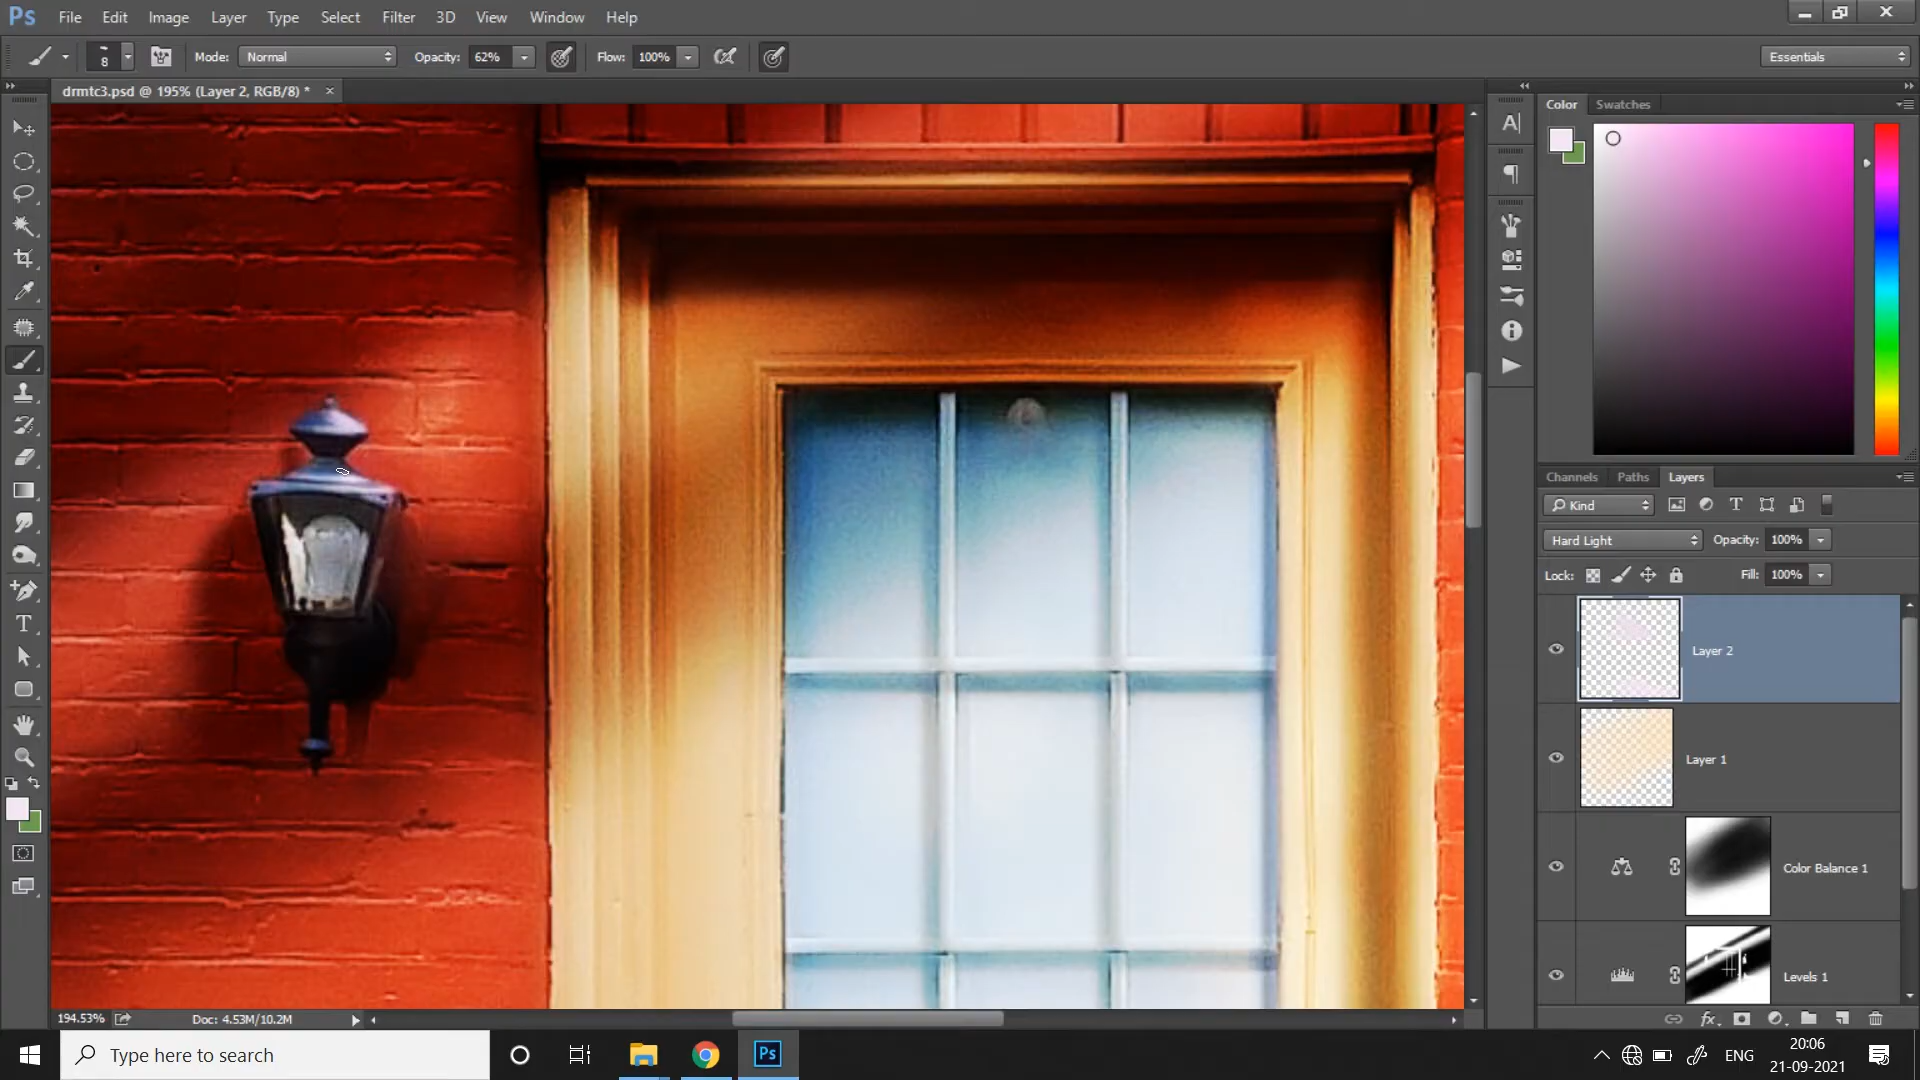 Ps File Edit Image Layer Type Select Filter 3D View Window Help
8 Mode: Normal Opacity: 62% Flow: 100% Essentials
drmtc3.psd @ 195% (Layer 2, RGB/8) * ×
Color Swatches
Channels Paths Layers
Kind
Hard Light Opacity: 100%
Lock: Fill: 100%
Layer 2
Layer 1
Color Balance 1
Levels 1
194.53% Doc: 4.53M/10.2M
Type here to search
Ps
ENG
20:06
21-09-2021